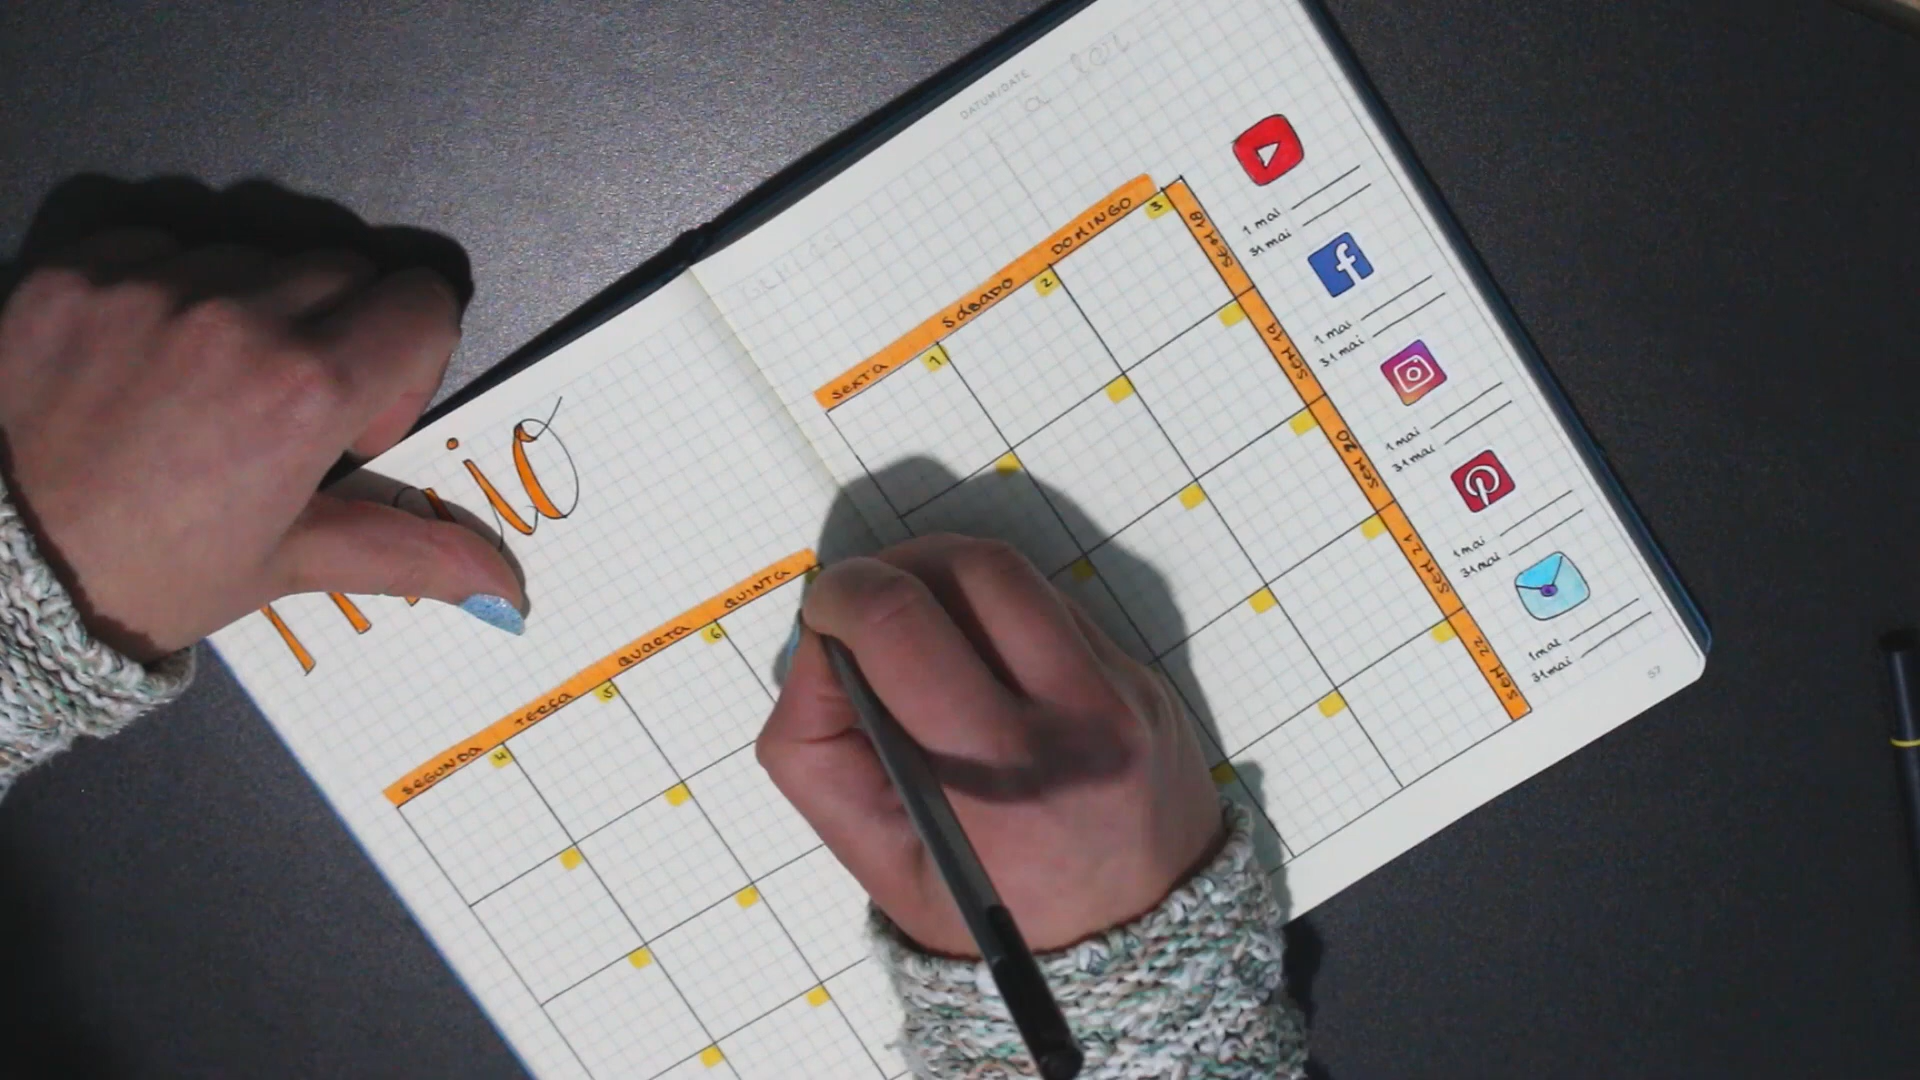 DATUM/DATE
aio
SEGUNDA TERÇA QUARTA QUINTA
4 5 6
SEXTA SÁBADO DOMINGO
1 2 3
SEM 18
SEM 19
SEM 20
SEM 21
SEM 22
1 mai
31 mai
f
1 mai
31 mai
1 mai
31 mai
1 mai
31 mai
1 mai
31 mai
57